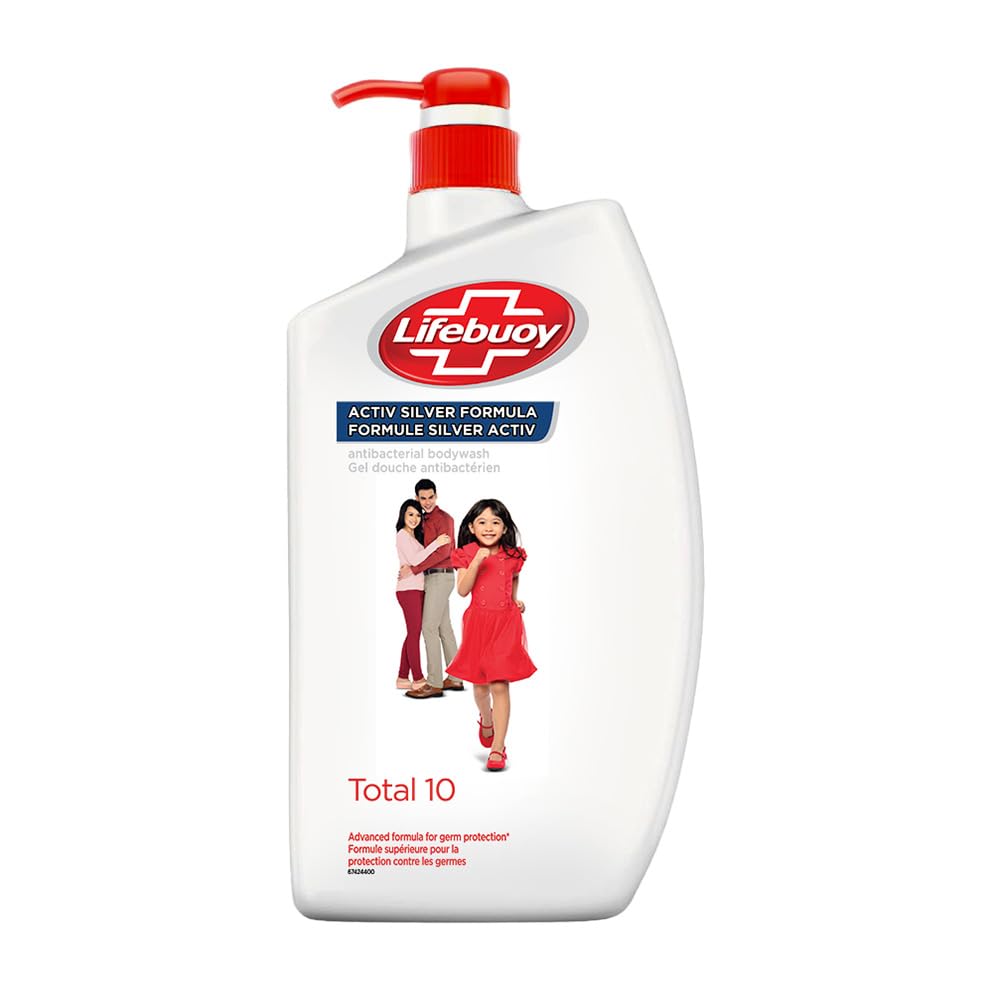 Lifebuoy
ACTIV SILVER FORMULA
FORMULE SILVER ACTIV
antibacterial bodywash
Gel douche antibactérien
Total 10
Advanced formula for germ protection*
Formule supérieure pour la
protection contre les germes
67424400